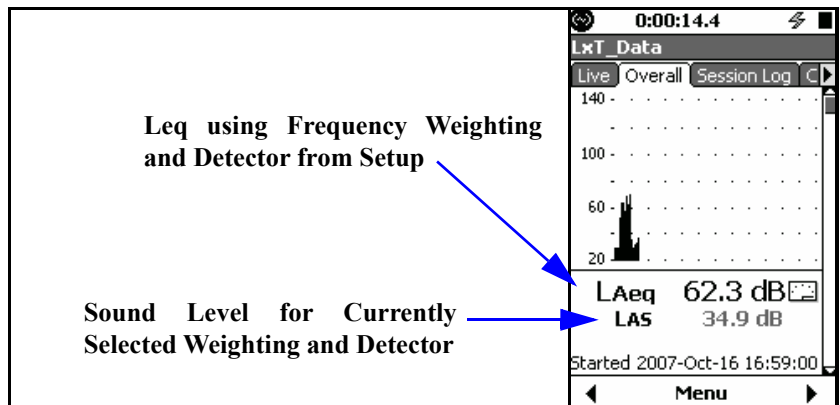 0:00:14.4
LxT_Data
Live Overall Session Log C
140
100
60
20
Leq using Frequency Weighting
and Detector from Setup
LAeq 62.3 dB
Sound Level for Currently
Selected Weighting and Detector
LAS 34.9 dB
Started 2007-Oct-16 16:59:00
Menu